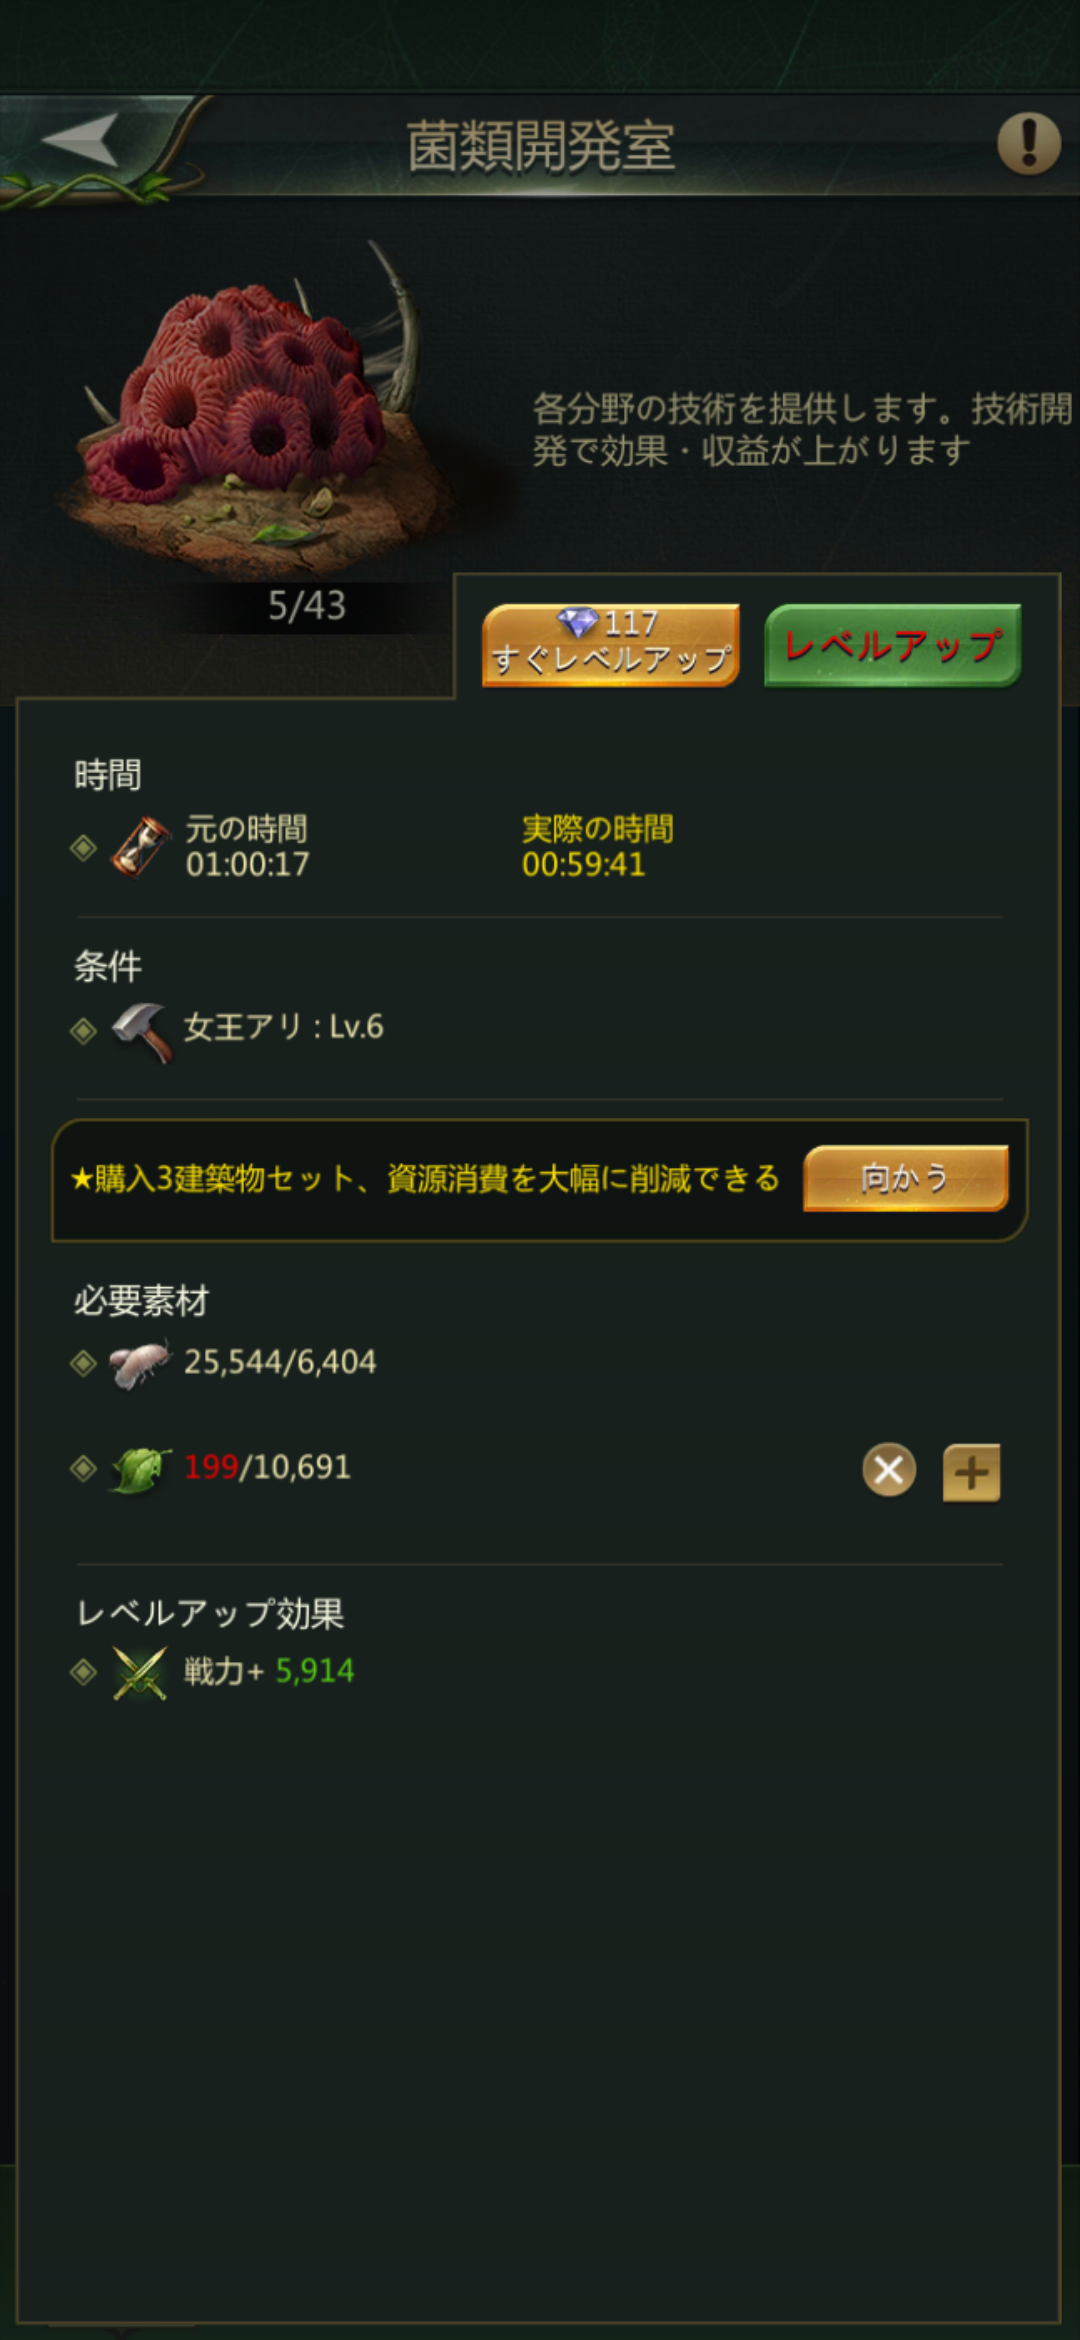 菌類開発室
各分野の技術を提供します。技術開
発で効果・収益が上がります
5/43
117
すぐレベルアップ
レベルアップ
時間
元の時間
01:00:17
実際の時間
00:59:41
条件
女王アリ : Lv.6
★購入3建築物セット、資源消費を大幅に削減できる
向かう
必要素材
25,544/6,404
199/10,691
レベルアップ効果
戦力+ 5,914